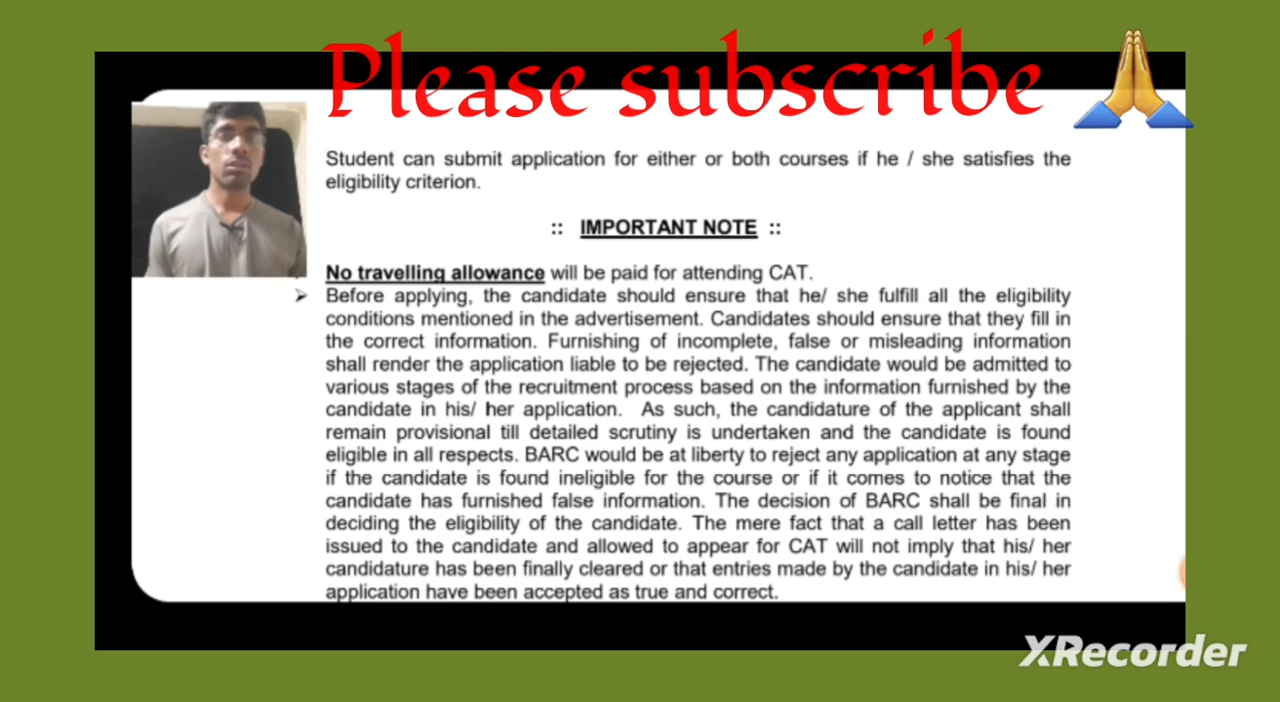 Please subscribe 🙏
Student can submit application for either or both courses if he / she satisfies the
eligibility criterion.
:: IMPORTANT NOTE ::
No travelling allowance will be paid for attending CAT.
➢ Before applying, the candidate should ensure that he/ she fulfill all the eligibility
conditions mentioned in the advertisement. Candidates should ensure that they fill in
the correct information. Furnishing of incomplete, false or misleading information
shall render the application liable to be rejected. The candidate would be admitted to
various stages of the recruitment process based on the information furnished by the
candidate in his/ her application. As such, the candidature of the applicant shall
remain provisional till detailed scrutiny is undertaken and the candidate is found
eligible in all respects. BARC would be at liberty to reject any application at any stage
if the candidate is found ineligible for the course or if it comes to notice that the
candidate has furnished false information. The decision of BARC shall be final in
deciding the eligibility of the candidate. The mere fact that a call letter has been
issued to the candidate and allowed to appear for CAT will not imply that his/ her
candidature has been finally cleared or that entries made by the candidate in his/ her
application have been accepted as true and correct.
XRecorder